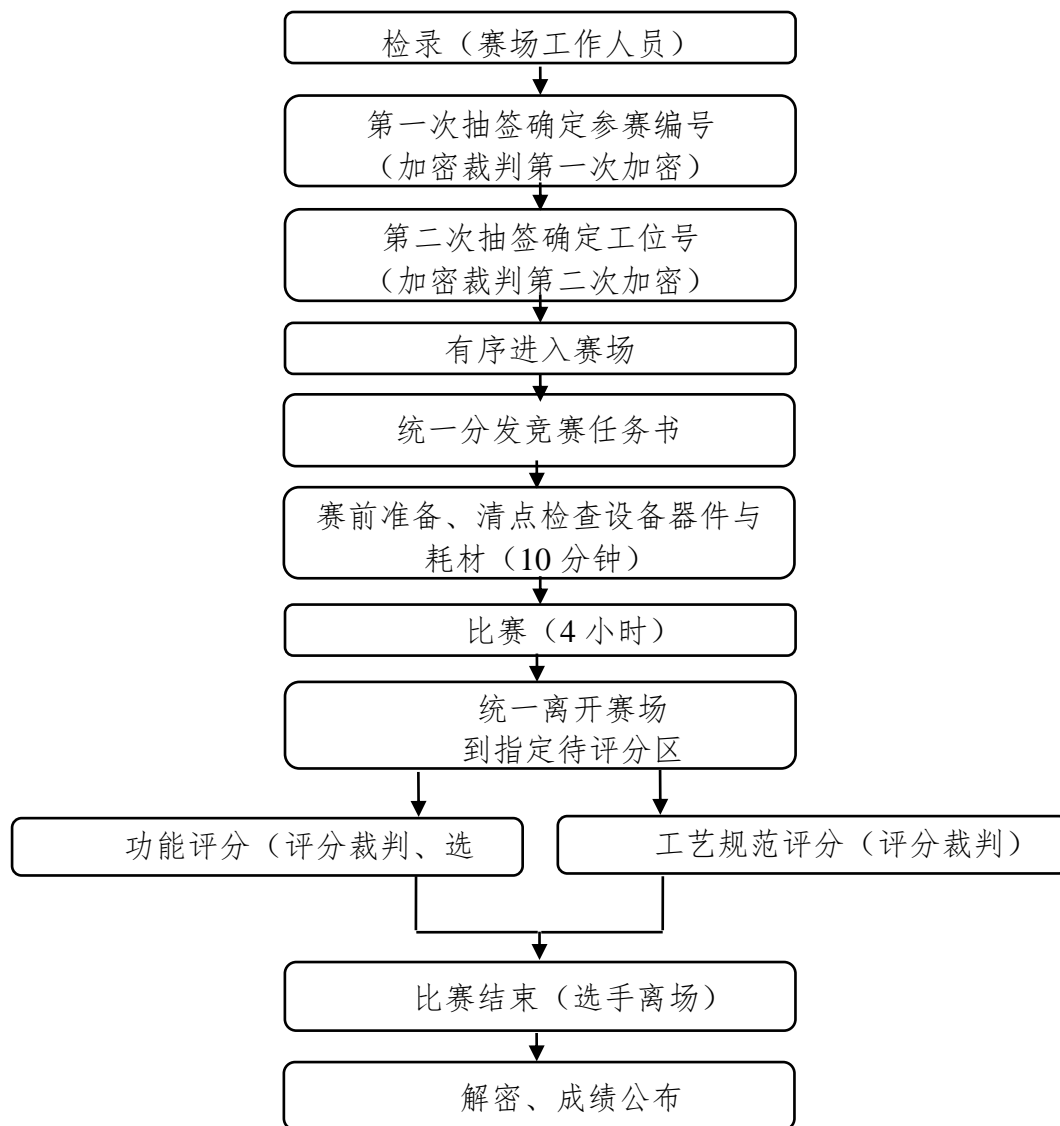 检录（赛场工作人员）
第一次抽签确定参赛编号
（加密裁判第一次加密）
第二次抽签确定工位号
（加密裁判第二次加密）
有序进入赛场
统一分发竞赛任务书
赛前准备、清点检查设备器件与
耗材（10 分钟）
比赛（4 小时）
统一离开赛场
到指定待评分区
功能评分（评分裁判、选
工艺规范评分（评分裁判）
比赛结束（选手离场）
解密、成绩公布